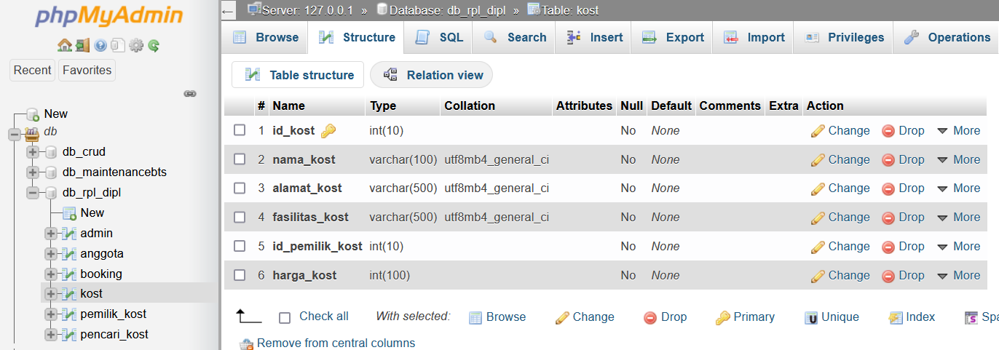 phpMyAdmin
Recent Favorites
New
db
db_crud
db_maintenancebts
db_rpl_dipl
New
admin
anggota
booking
kost
pemilik_kost
pencari_kost
← Server: 127.0.0.1 » Database: db_rpl_dipl » Table: kost
Browse Structure SQL Search Insert Export Import Privileges Operations
Table structure Relation view
# Name Type Collation Attributes Null Default Comments Extra Action
1 id_kost int(10) No None Change Drop More
2 nama_kost varchar(100) utf8mb4_general_ci No None Change Drop More
3 alamat_kost varchar(500) utf8mb4_general_ci No None Change Drop More
4 fasilitas_kost varchar(500) utf8mb4_general_ci No None Change Drop More
5 id_pemilik_kost int(10) No None Change Drop More
6 harga_kost int(100) No None Change Drop More
Check all With selected: Browse Change Drop Primary Unique Index Spa
Remove from central columns